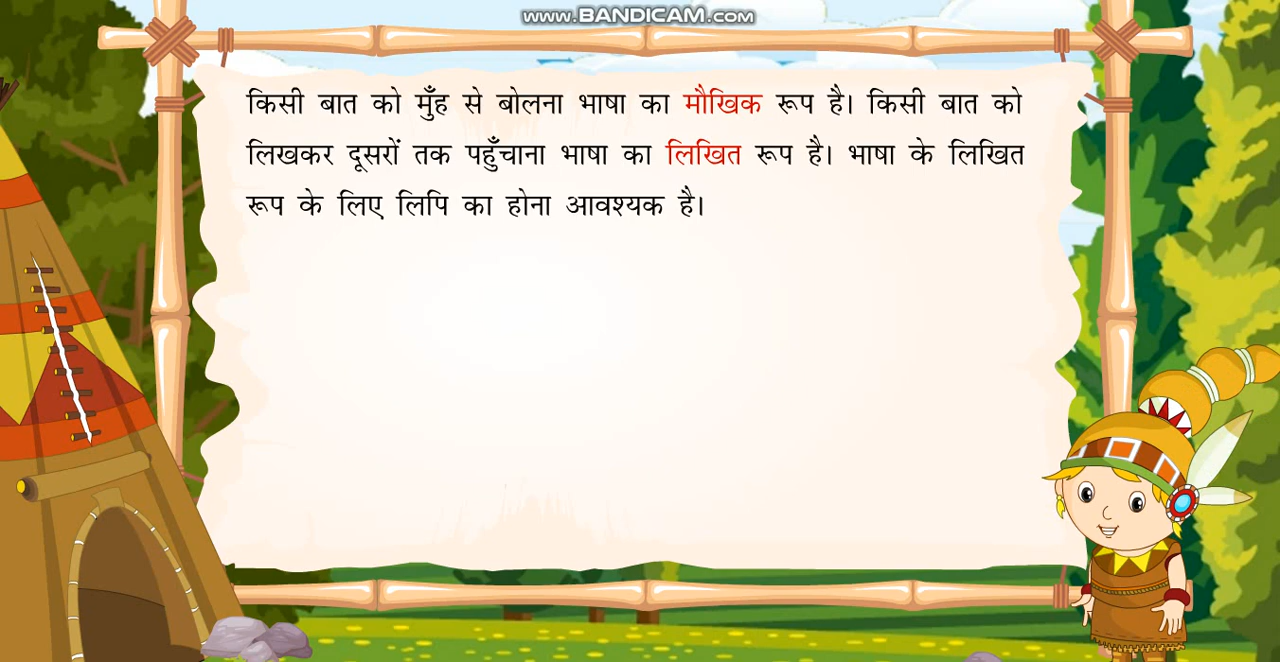 www.BANDICAM.com
किसी बात को मुँह से बोलना भाषा का मौखिक रूप है। किसी बात को
लिखकर दूसरों तक पहुँचाना भाषा का लिखित रूप है। भाषा के लिखित
रूप के लिए लिपि का होना आवश्यक है।